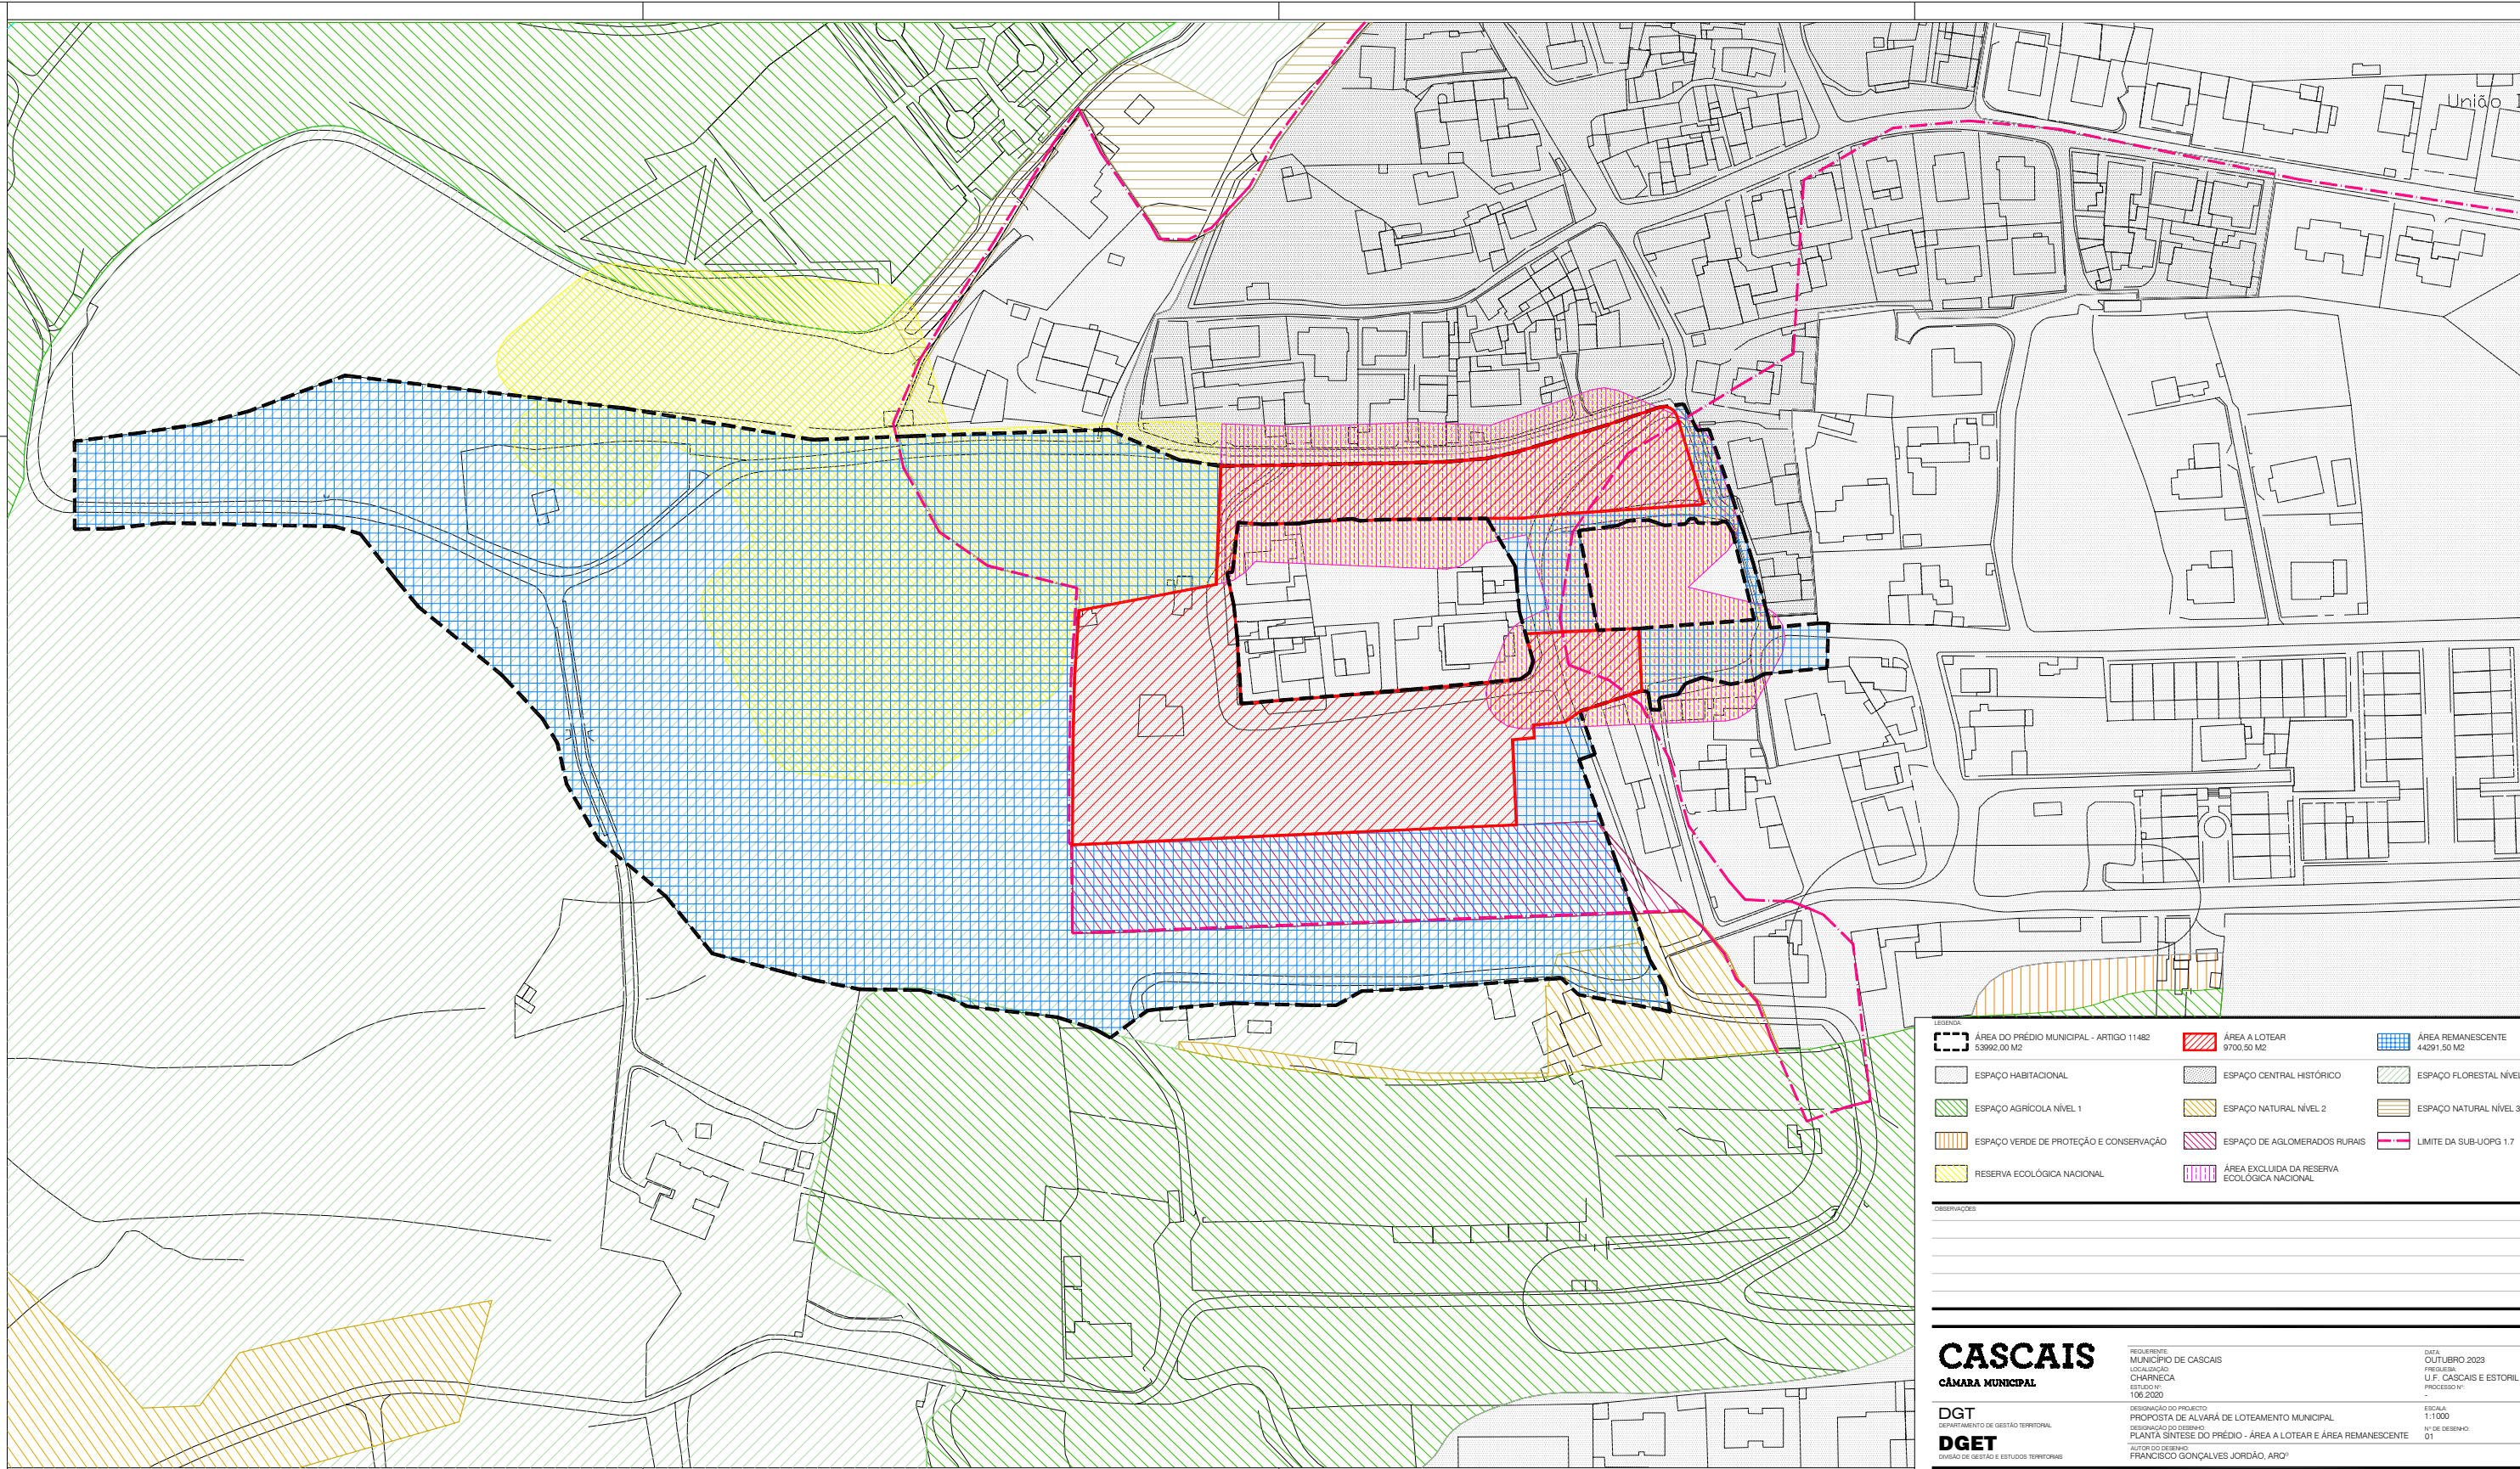 União
LEGENDA:
ÁREA DO PRÉDIO MUNICIPAL - ARTIGO 11482
53992,00 M2
ÁREA A LOTEAR
9700,50 M2
ÁREA REMANESCENTE
44291,50 M2
ESPAÇO HABITACIONAL
ESPAÇO CENTRAL HISTÓRICO
ESPAÇO FLORESTAL NÍVEL
ESPAÇO AGRÍCOLA NÍVEL 1
ESPAÇO NATURAL NÍVEL 2
ESPAÇO NATURAL NÍVEL 3
ESPAÇO VERDE DE PROTEÇÃO E CONSERVAÇÃO
ESPAÇO DE AGLOMERADOS RURAIS
LIMITE DA SUB-UOPG 1.7
RESERVA ECOLÓGICA NACIONAL
ÁREA EXCLUIDA DA RESERVA
ECOLÓGICA NACIONAL
OBSERVAÇÕES
CASCAIS
CÂMARA MUNICIPAL
REQUERENTE:
MUNICÍPIO DE CASCAIS
LOCALIZAÇÃO:
CHARNECA
ESTUDO Nº:
106.2020
DATA:
OUTUBRO.2023
FREGUESIA:
U.F. CASCAIS E ESTORIL
PROCESSO Nº:
-
DGT
DEPARTAMENTO DE GESTÃO TERRITORIAL
DGET
DIVISÃO DE GESTÃO E ESTUDOS TERRITORIAIS
DESIGNAÇÃO DO PROJECTO:
PROPOSTA DE ALVARÁ DE LOTEAMENTO MUNICIPAL
DESIGNAÇÃO DO DESENHO:
PLANTA SÍNTESE DO PRÉDIO - ÁREA A LOTEAR E ÁREA REMANESCENTE
ESCALA:
1:1000
Nº DE DESENHO:
01
AUTOR DO DESENHO:
FRANCISCO GONÇALVES JORDÃO, ARQº